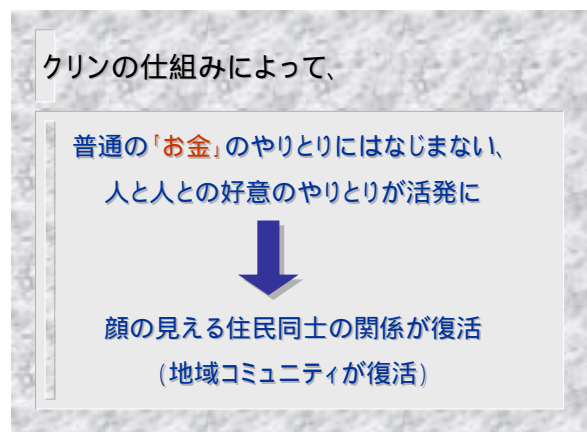 クリンの仕組みによって、
普通の「お金」のやりとりにはなじまない、
人と人との好意のやりとりが活発に
顔の見える住民同士の関係が復活
(地域コミュニティが復活)